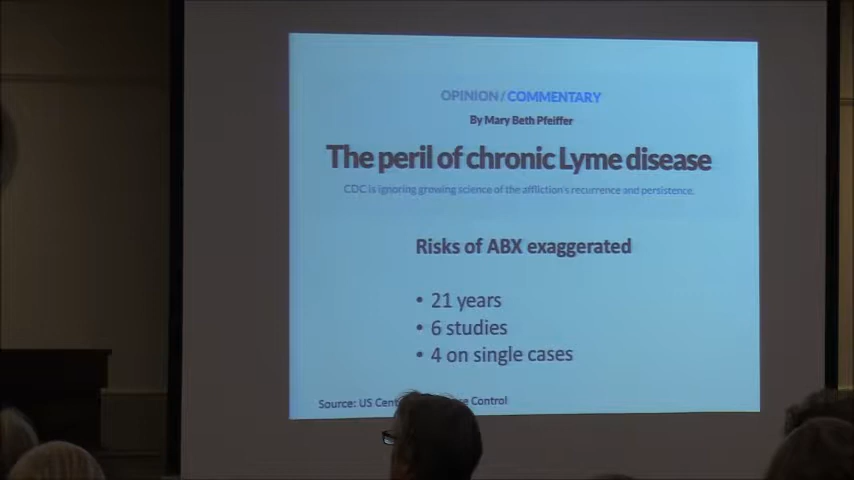 OPINION/COMMENTARY
By Mary Beth Pfeiffer
The peril of chronic Lyme disease
CDC is ignoring growing science of the affliction's recurrence and persistence.
Risks of ABX exaggerated
• 21 years
• 6 studies
• 4 on single cases
Source: US Cent se Control